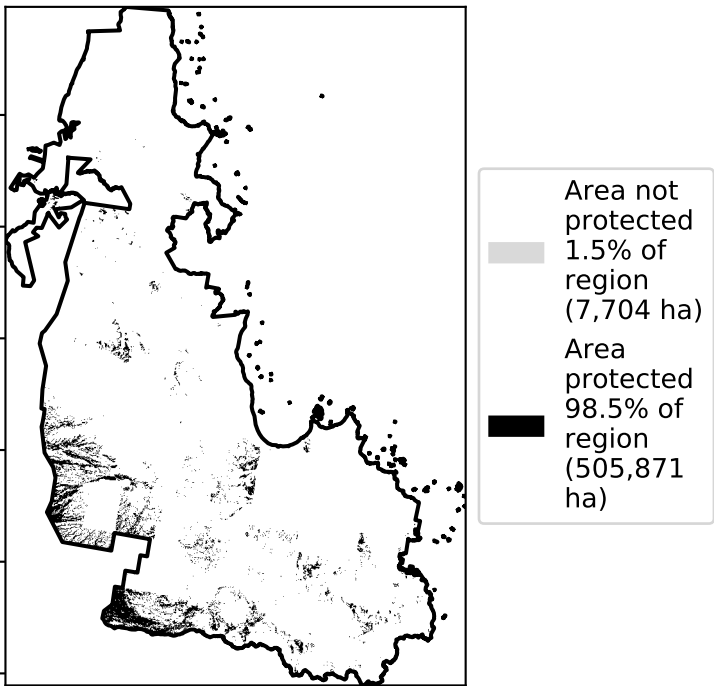 Area not
protected
1.5% of
region
(7,704 ha)
Area
protected
98.5% of
region
(505,871
ha)